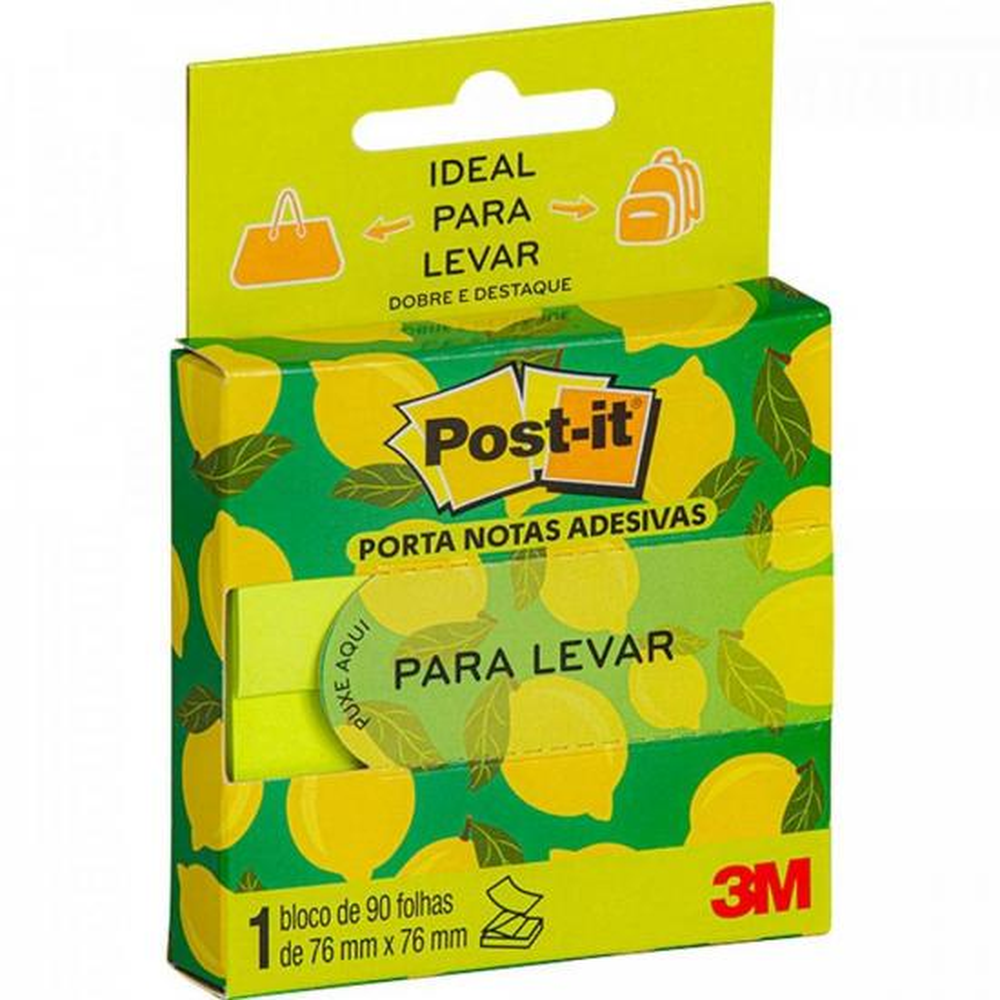 IDEAL
PARA
LEVAR
DOBRE E DESTAQUE
Post-it®
PORTA NOTAS ADESIVAS
PUXE AQUI
PARA LEVAR
1 bloco de 90 folhas
de 76 mm x 76 mm
3M